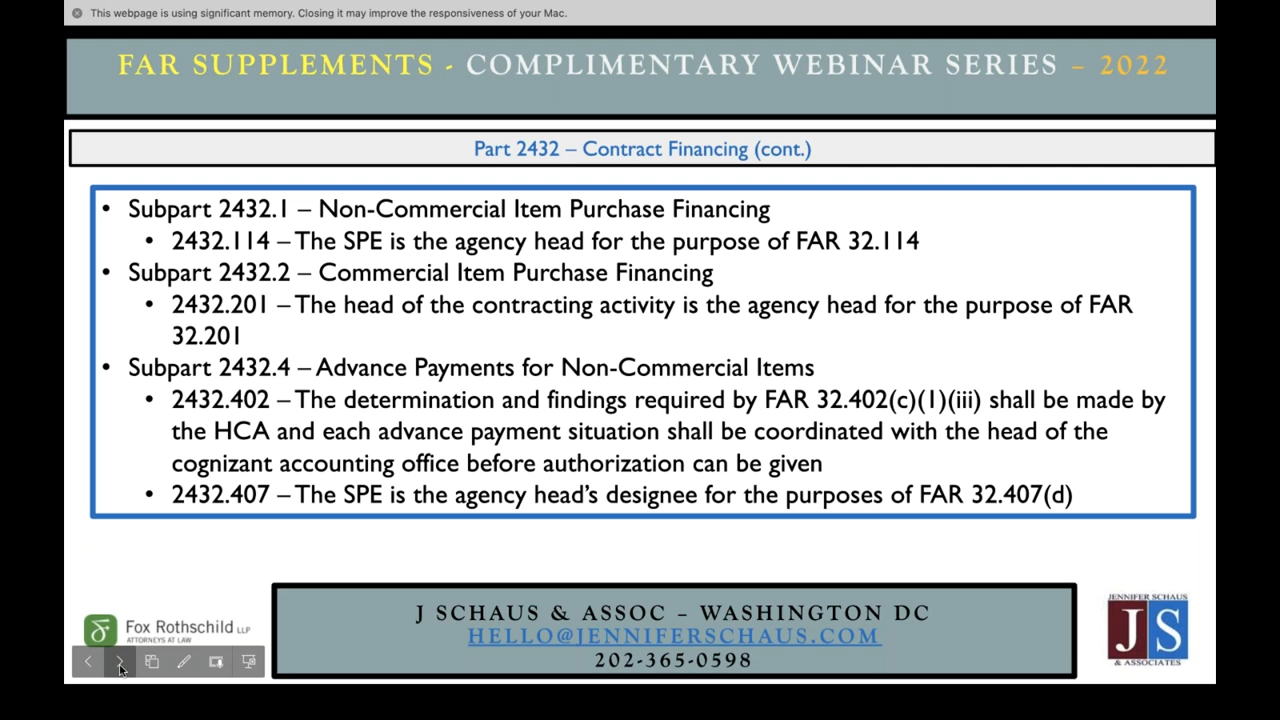 This webpage is using significant memory. Closing it may improve the responsiveness of your Mac.
FAR SUPPLEMENTS - COMPLIMENTARY WEBINAR SERIES – 2022
Part 2432 – Contract Financing (cont.)
• Subpart 2432.1 – Non-Commercial Item Purchase Financing
• 2432.114 – The SPE is the agency head for the purpose of FAR 32.114
• Subpart 2432.2 – Commercial Item Purchase Financing
• 2432.201 – The head of the contracting activity is the agency head for the purpose of FAR
32.201
• Subpart 2432.4 – Advance Payments for Non-Commercial Items
• 2432.402 – The determination and findings required by FAR 32.402(c)(1)(iii) shall be made by
the HCA and each advance payment situation shall be coordinated with the head of the
cognizant accounting office before authorization can be given
• 2432.407 – The SPE is the agency head’s designee for the purposes of FAR 32.407(d)
Fox Rothschild LLP
ATTORNEYS AT LAW
J SCHAUS & ASSOC – WASHINGTON DC
HELLO@JENNIFERSCHAUS.COM
202-365-0598
JENNIFER SCHAUS
JS
& ASSOCIATES